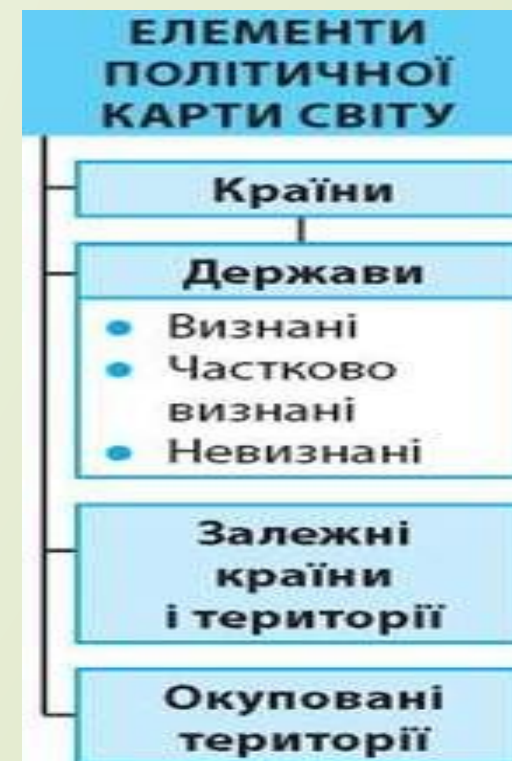 ЕЛЕМЕНТИ
ПОЛІТИЧНОЇ
КАРТИ СВІТУ
Країни
Держави
• Визнані
• Частково
визнані
• Невизнані
Залежні
країни
і території
Окуповані
території